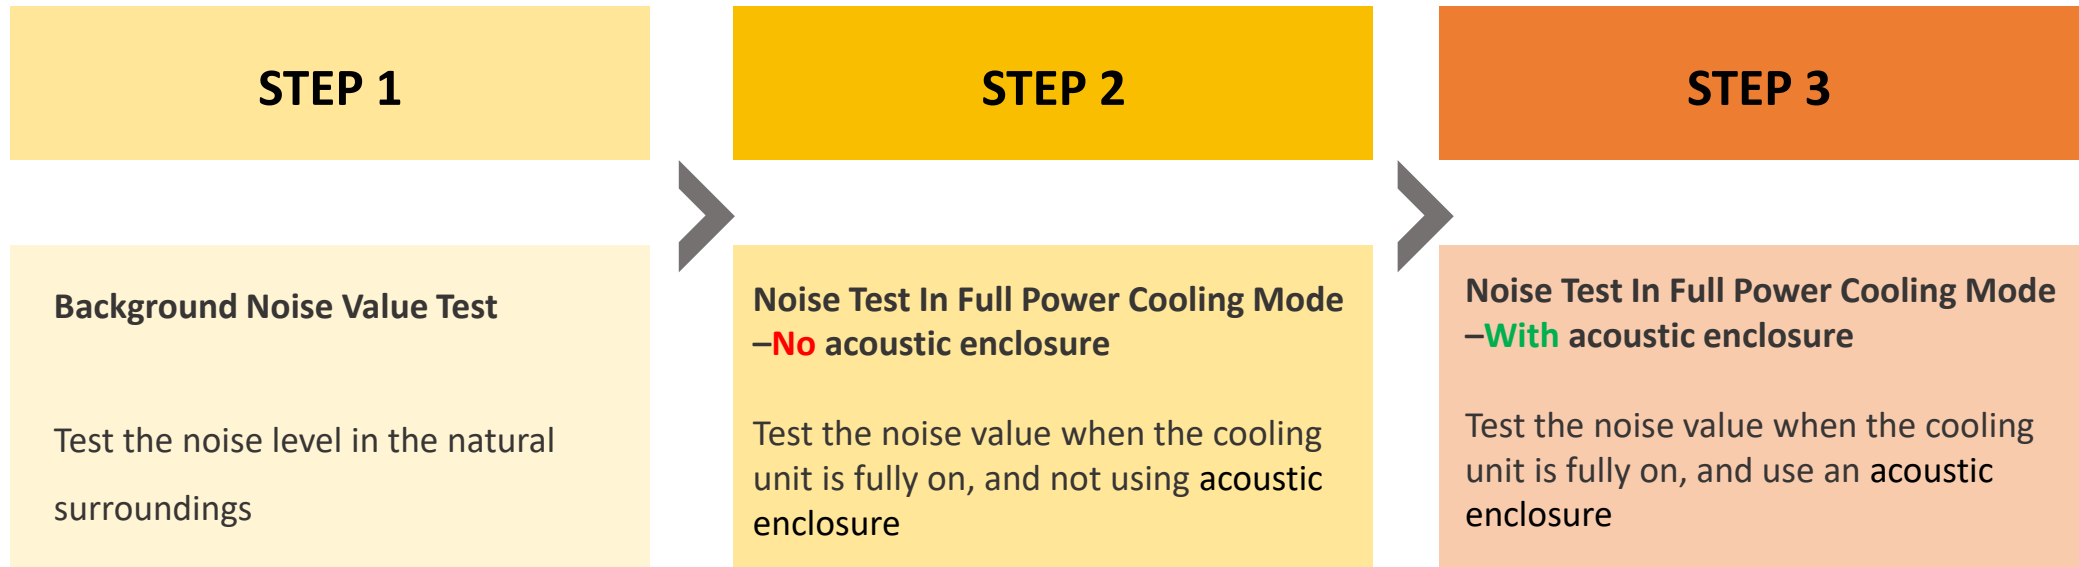 STEP 1
Background Noise Value Test
Test the noise level in the natural
surroundings
STEP 2
Noise Test In Full Power Cooling Mode
–No acoustic enclosure
Test the noise value when the cooling
unit is fully on, and not using acoustic
enclosure
STEP 3
Noise Test In Full Power Cooling Mode
–With acoustic enclosure
Test the noise value when the cooling
unit is fully on, and use an acoustic
enclosure